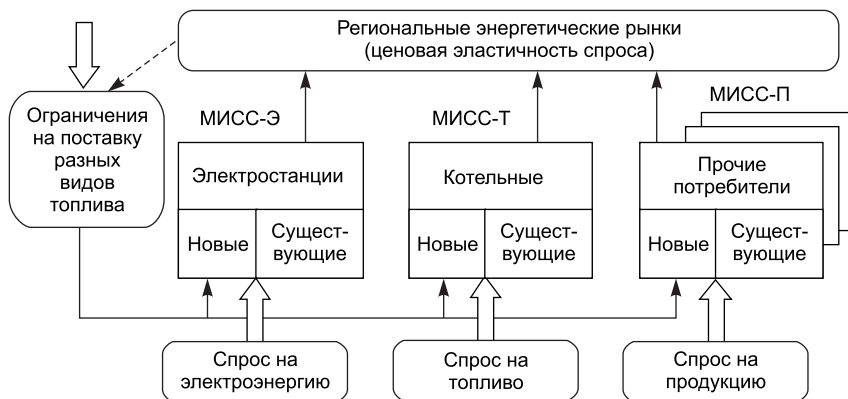 Региональные энергетические рынки
(ценовая эластичность спроса)
Ограничения
на поставку
разных
видов
топлива
МИСС-Э
МИСС-Т
МИСС-П
Электростанции
Котельные
Прочие
потребители
Новые
Сущест-
вующие
Новые
Сущест-
вующие
Новые
Сущест-
вующие
Спрос на
электроэнергию
Спрос на
топливо
Спрос на
продукцию